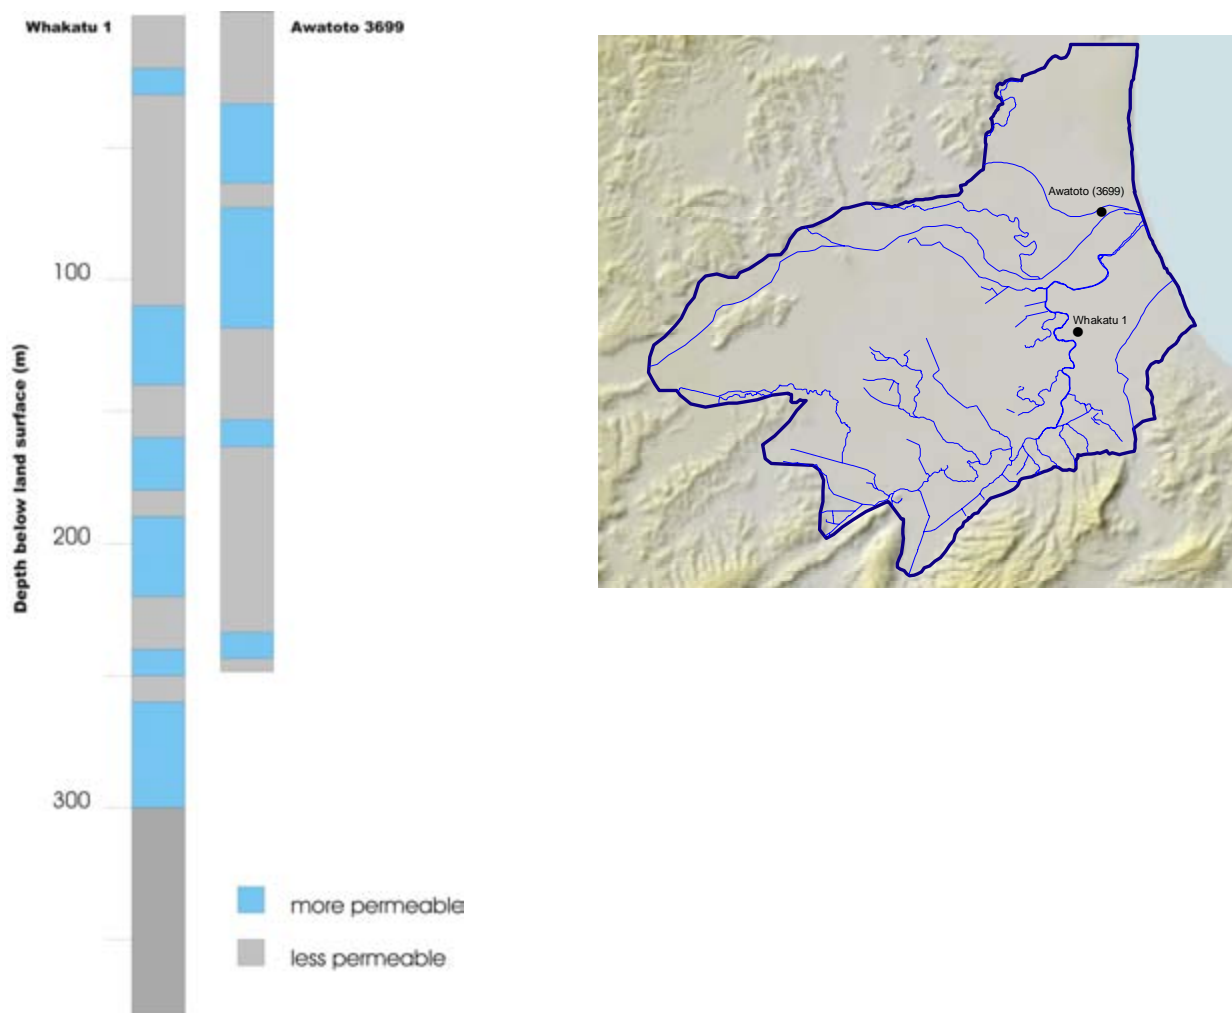 Whakatu 1
Awatoto 3699
Depth below land surface (m)
100
200
300
more permeable
less permeable
Awatoto (3699)
Whakatu 1